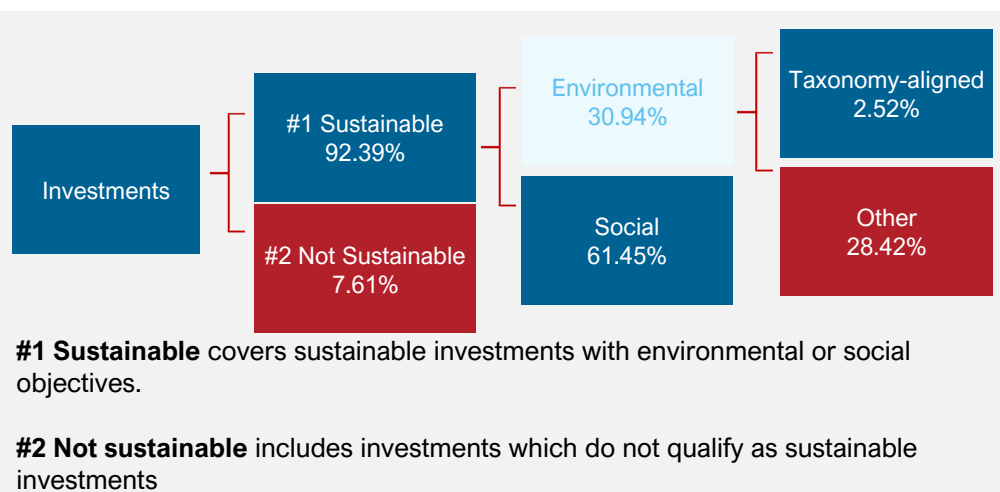 Investments
#1 Sustainable
92.39%
#2 Not Sustainable
7.61%
Environmental
30.94%
Social
61.45%
Taxonomy-aligned
2.52%
Other
28.42%
#1 Sustainable covers sustainable investments with environmental or social
objectives.
#2 Not sustainable includes investments which do not qualify as sustainable
investments